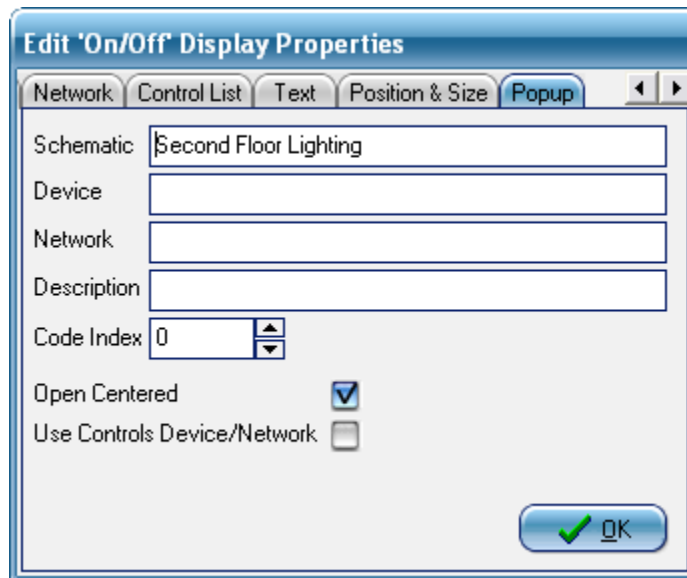 Edit 'On/Off' Display Properties
Network Control List Text Position & Size Popup
Schematic Second Floor Lighting
Device
Network
Description
Code Index 0
Open Centered
Use Controls Device/Network
OK